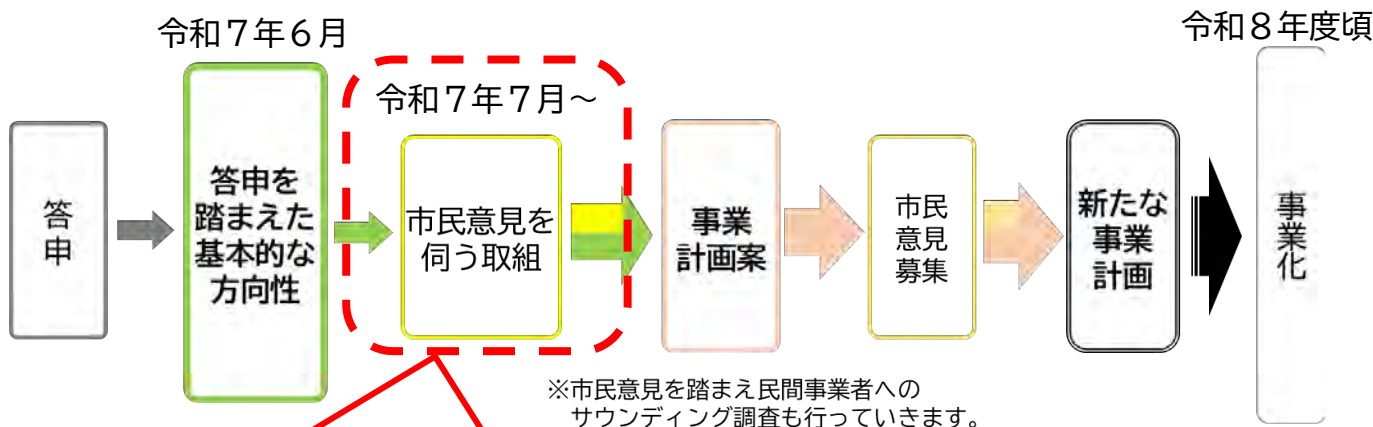 令和７年６月
令和８年度頃
令和７年７月～
答
申
答申を
踏まえた
基本的な
方向性
市民意見を
伺う取組
事業
計画案
市民
意見
募集
新たな
事業
計画
事
業
化
※市民意見を踏まえ民間事業者への
サウンディング調査も行っていきます。